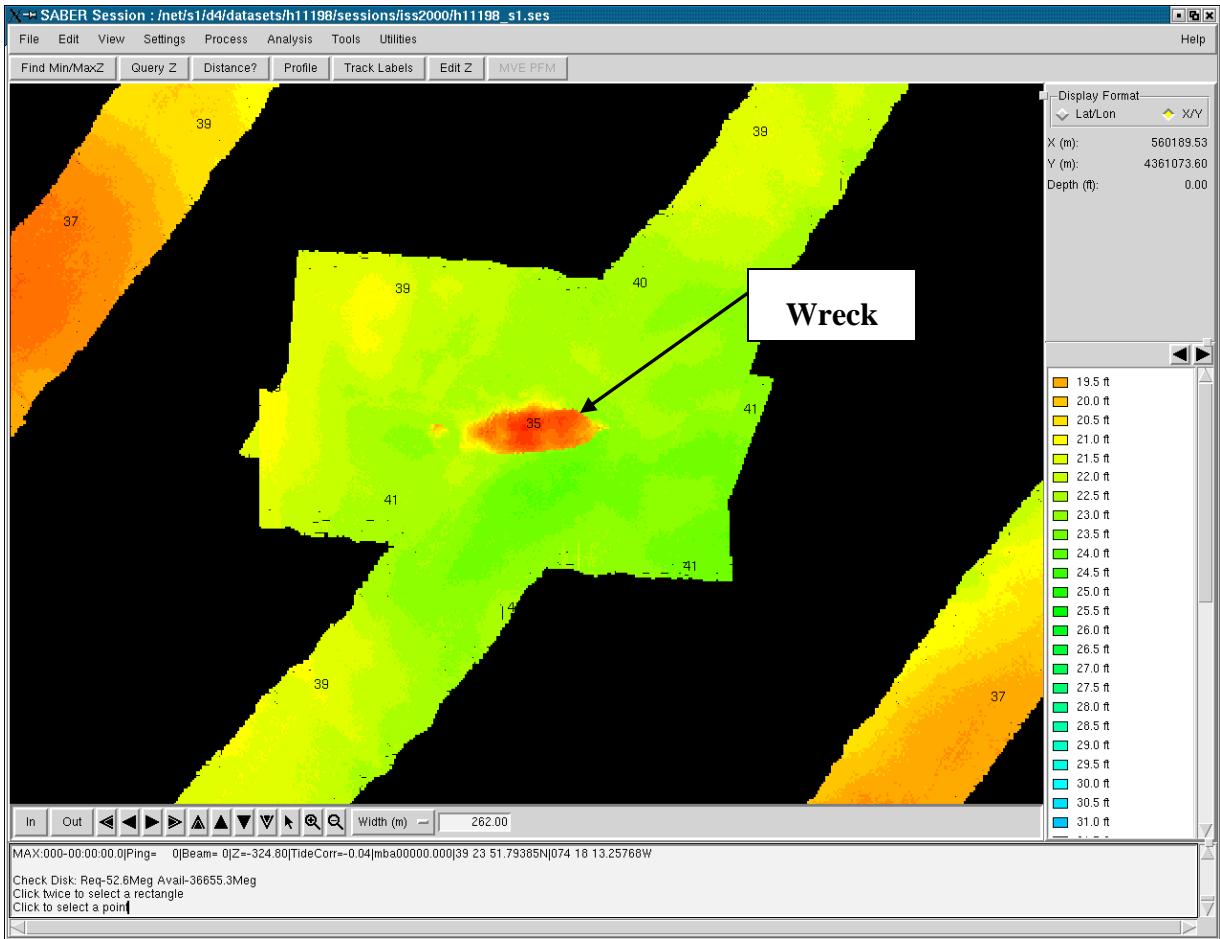 SABER Session : /net/s1/d4/datasets/h11198/sessions/iss2000/h11198_s1.ses
File Edit View Settings Process Analysis Tools Utilities Help
Find Min/MaxZ Query Z Distance? Profile Track Labels Edit Z MVE PFM
Display Format
Lat/Lon X/Y
X (m): 560189.53
Y (m): 4361073.60
Depth (ft): 0.00
39
39
37
40
39
Wreck
41
35
41
41
4
39
37
19.5 ft
20.0 ft
20.5 ft
21.0 ft
21.5 ft
22.0 ft
22.5 ft
23.0 ft
23.5 ft
24.0 ft
24.5 ft
25.0 ft
25.5 ft
26.0 ft
26.5 ft
27.0 ft
27.5 ft
28.0 ft
28.5 ft
29.0 ft
29.5 ft
30.0 ft
30.5 ft
31.0 ft
In Out Width (m) 262.00
MAX:000-00:00:00.0|Ping= 0|Beam= 0|Z=-324.80|TideCorr=-0.04|mba00000.000|39 23 51.79385N|074 18 13.25768W
Check Disk: Req-52.6Meg Avail-36655.3Meg
Click twice to select a rectangle
Click to select a point